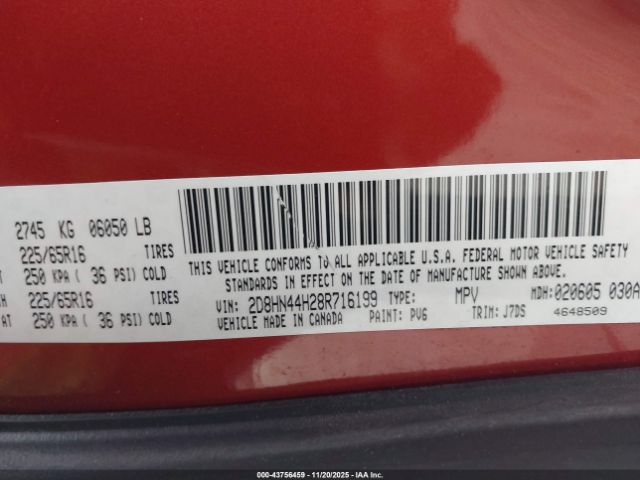 2745 KG 06050 LB
225/65R16 TIRES
AT 250 KPA ( 36 PSI) COLD
225/65R16 TIRES
AT 250 KPA ( 36 PSI) COLD
THIS VEHICLE CONFORMS TO ALL APPLICABLE U.S.A. FEDERAL MOTOR VEHICLE SAFETY
STANDARDS IN EFFECT ON THE DATE OF MANUFACTURE SHOWN ABOVE.
VIN: 2D8HN44H28R716199 TYPE: MPV MDH:020605 030A
VEHICLE MADE IN CANADA PAINT: PV6 TRIM: J7DS 4648509
000-43756459 - 11/20/2025 - IAAI Inc.